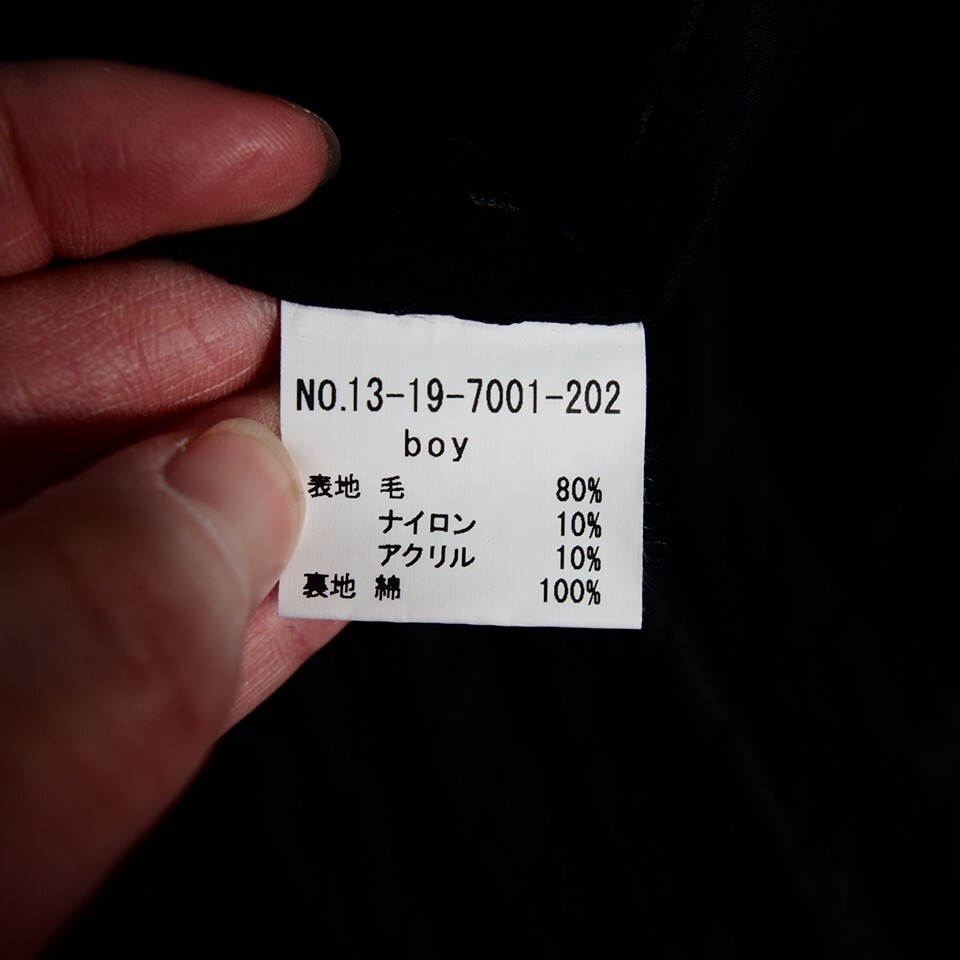 NO.13-19-7001-202
boy
表地 毛 80%
ナイロン 10%
アクリル 10%
裏地 綿 100%